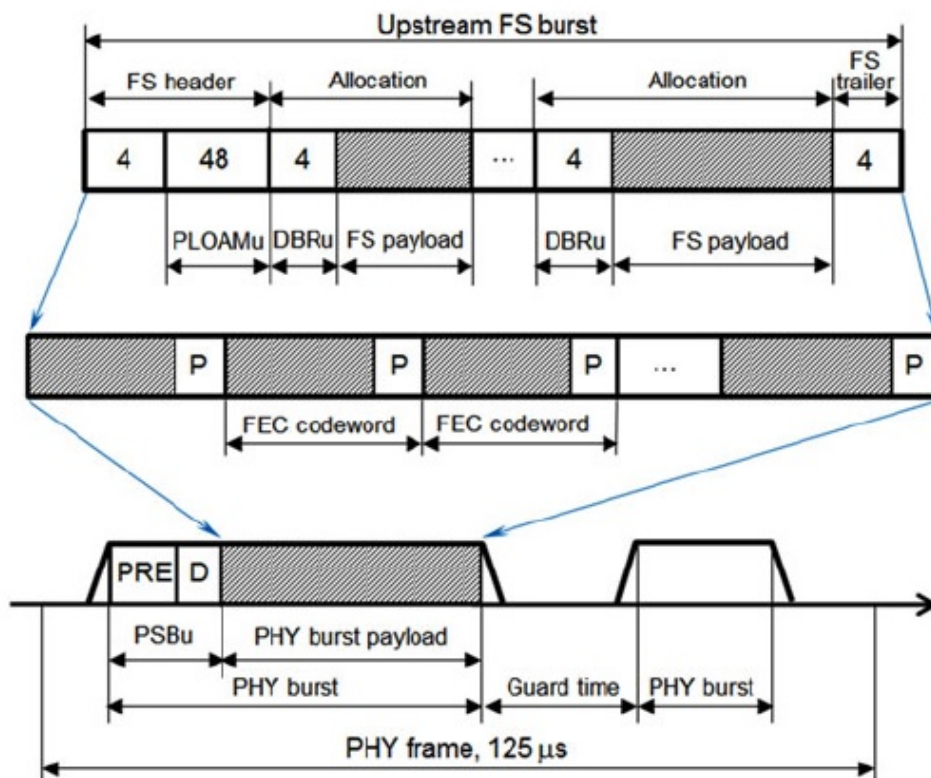 Upstream FS burst
FS header
Allocation
Allocation
FS trailer
4
48
4
...
4
4
PLOAMu
DBRu
FS payload
DBRu
FS payload
P
P
P
...
P
FEC codeword
FEC codeword
PRE
D
PSBu
PHY burst payload
PHY burst
Guard time
PHY burst
PHY frame, 125 μs